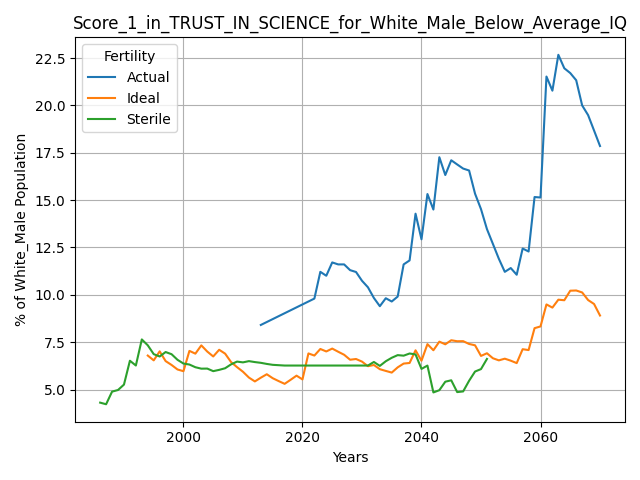 Score_1_in_TRUST_IN_SCIENCE_for_White_Male_Below_Average_IQ
Fertility
Actual
Ideal
Sterile
% of White_Male Population
22.5
20.0
17.5
15.0
12.5
10.0
7.5
5.0
2000
2020
2040
2060
Years